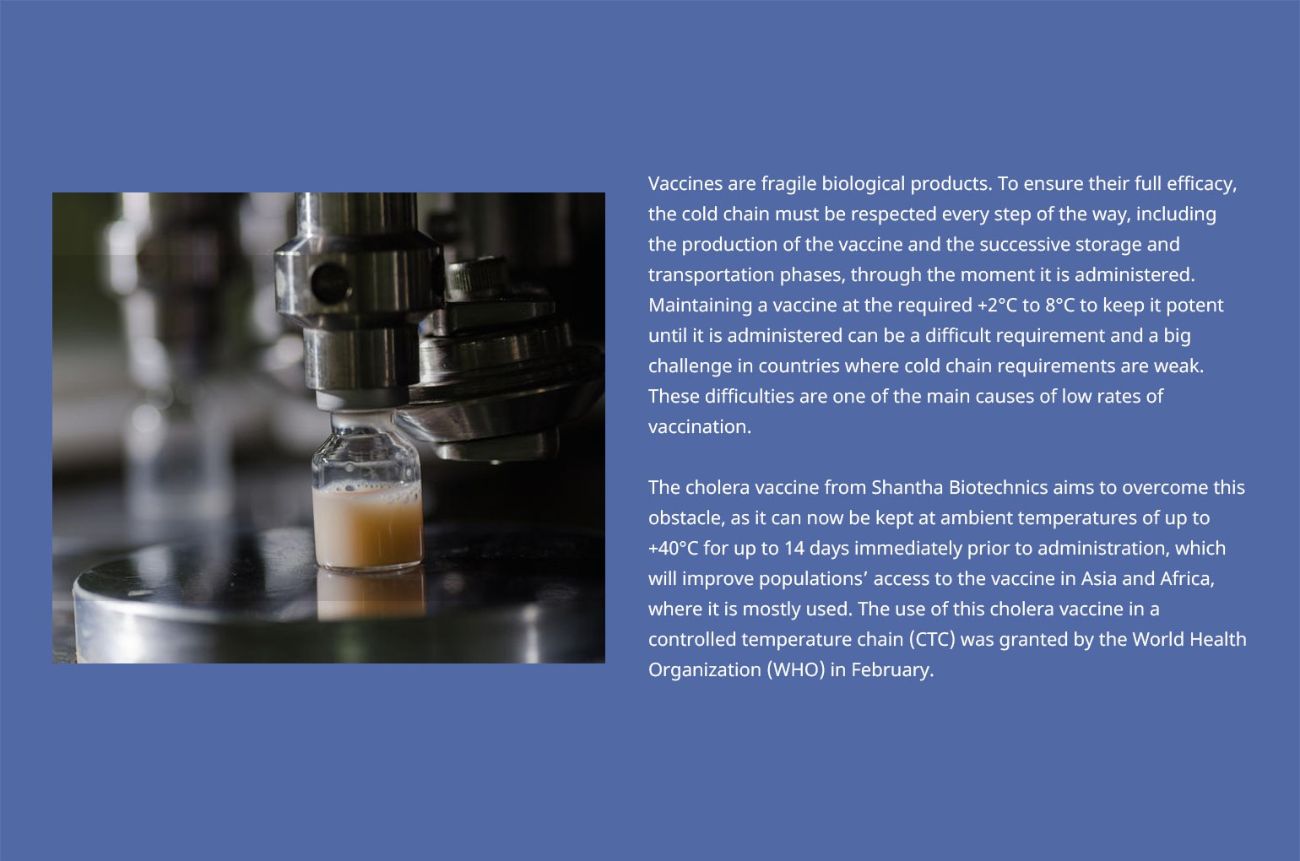 Vaccines are fragile biological products. To ensure their full efficacy,
the cold chain must be respected every step of the way, including
the production of the vaccine and the successive storage and
transportation phases, through the moment it is administered.
Maintaining a vaccine at the required +2°C to 8°C to keep it potent
until it is administered can be a difficult requirement and a big
challenge in countries where cold chain requirements are weak.
These difficulties are one of the main causes of low rates of
vaccination.
The cholera vaccine from Shantha Biotechnics aims to overcome this
obstacle, as it can now be kept at ambient temperatures of up to
+40°C for up to 14 days immediately prior to administration, which
will improve populations’ access to the vaccine in Asia and Africa,
where it is mostly used. The use of this cholera vaccine in a
controlled temperature chain (CTC) was granted by the World Health
Organization (WHO) in February.